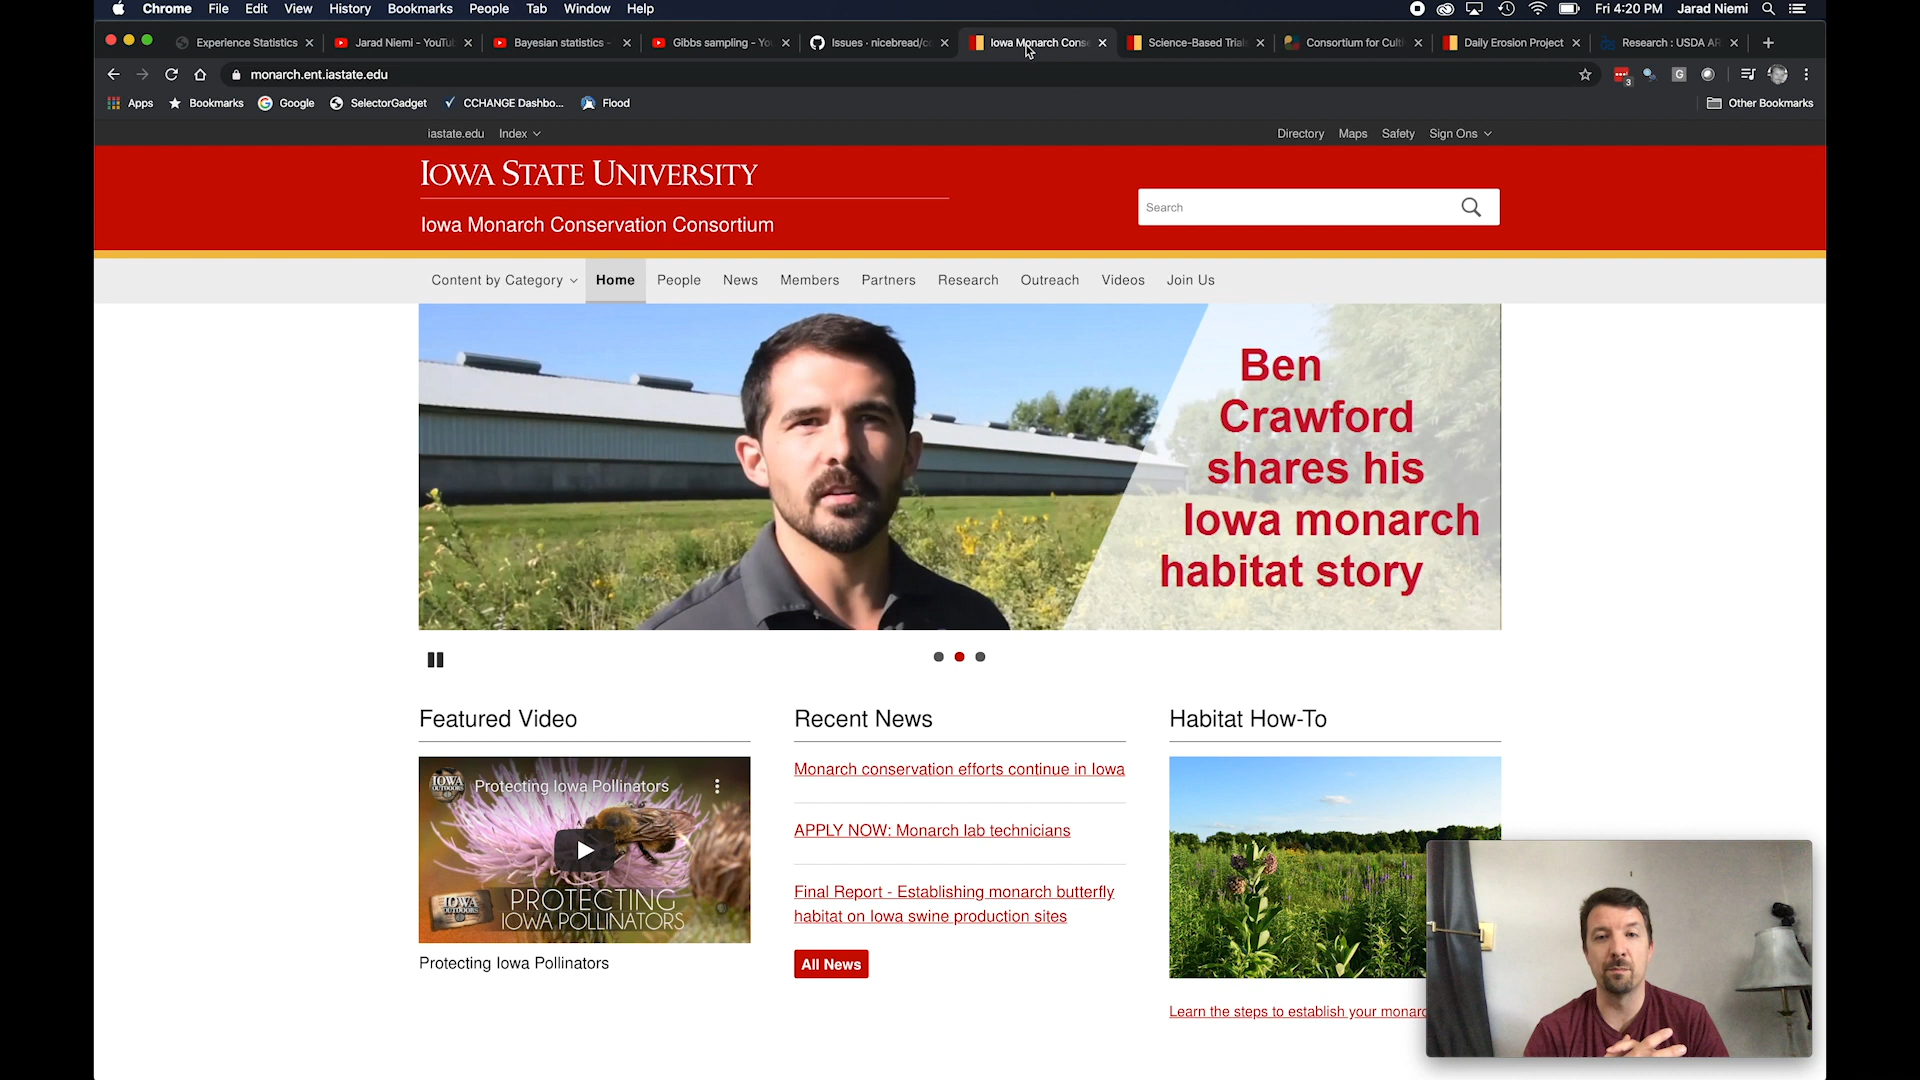 Chrome File Edit View History Bookmarks People Tab Window Help Fri 4:20 PM Jarad Niemi
Experience Statistics Jarad Niemi - YouTu Bayesian statistics - Gibbs sampling - Yo Issues · nicebread/c Iowa Monarch Conse Science-Based Trial Consortium for Culti Daily Erosion Project Research : USDA AR
monarch.ent.iastate.edu G 3
Apps Bookmarks Google SelectorGadget CCHANGE Dashbo... Flood Other Bookmarks
iastate.edu Index Directory Maps Safety Sign Ons
IOWA STATE UNIVERSITY
Search
Iowa Monarch Conservation Consortium
Content by Category Home People News Members Partners Research Outreach Videos Join Us
Ben
Crawford
shares his
Iowa monarch
habitat story
Featured Video
Protecting Iowa Pollinators
IOWA OUTDOORS
PROTECTING
IOWA POLLINATORS
IOWA OUTDOORS
Protecting Iowa Pollinators
Recent News
Monarch conservation efforts continue in Iowa
APPLY NOW: Monarch lab technicians
Final Report - Establishing monarch butterfly
habitat on Iowa swine production sites
All News
Habitat How-To
Learn the steps to establish your monarc